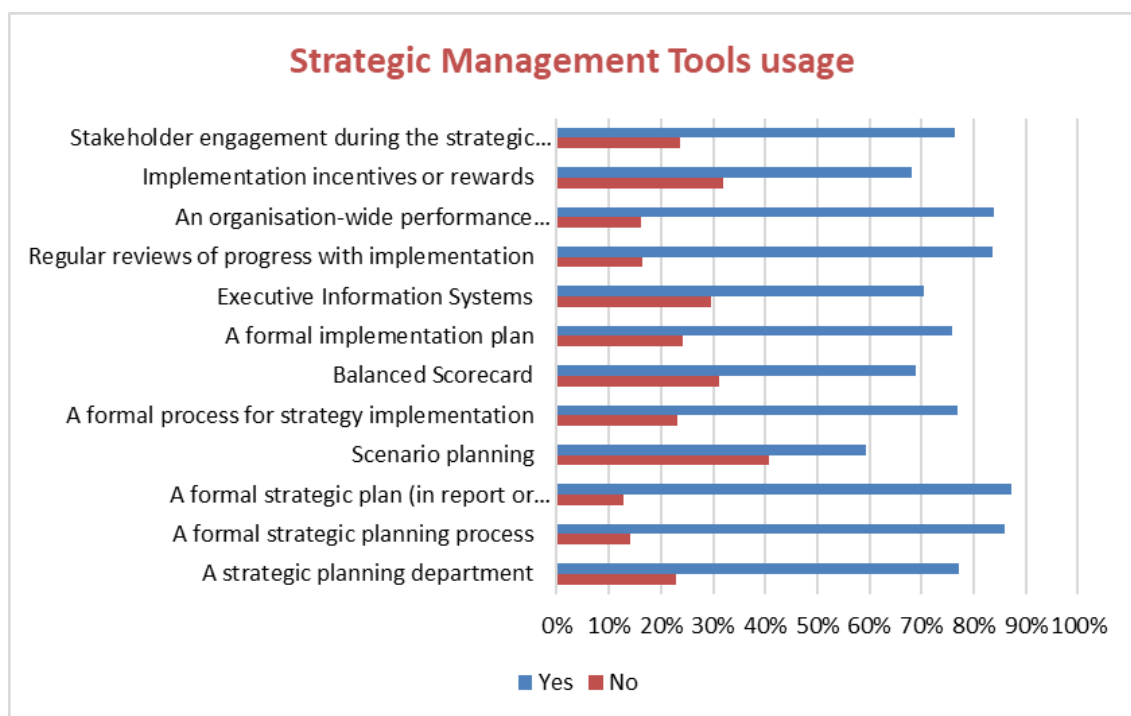 Strategic Management Tools usage
Stakeholder engagement during the strategic...
Implementation incentives or rewards
An organisation-wide performance...
Regular reviews of progress with implementation
Executive Information Systems
A formal implementation plan
Balanced Scorecard
A formal process for strategy implementation
Scenario planning
A formal strategic plan (in report or...
A formal strategic planning process
A strategic planning department
0% 10% 20% 30% 40% 50% 60% 70% 80% 90% 100%
Yes No